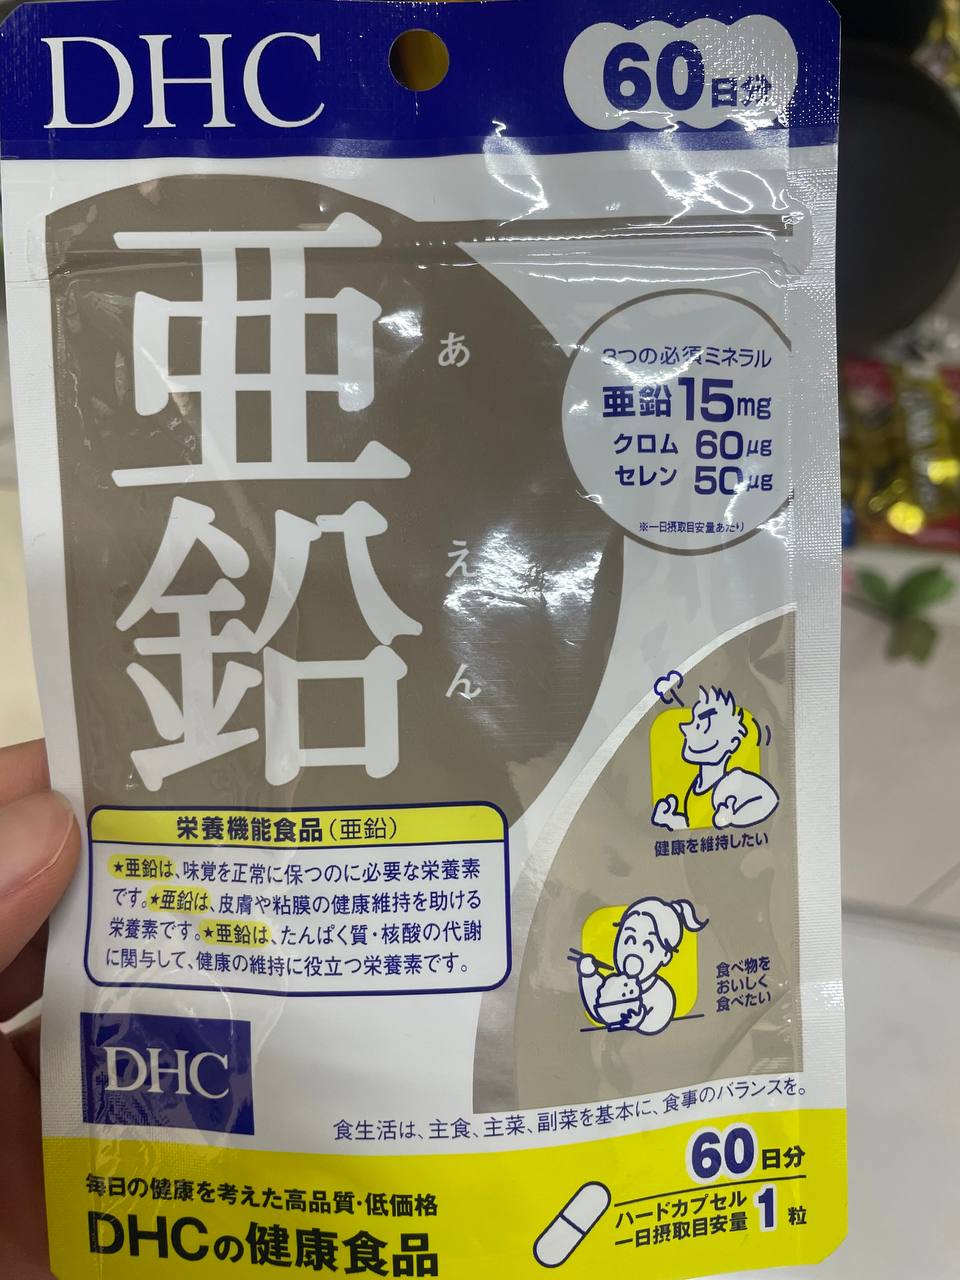 DHC
60日分
亜鉛
あえん
3つの必須ミネラル
亜鉛15mg
クロム 60μg
セレン 50μg
※一日摂取目安量あたり
健康を維持したい
食べ物を
おいしく
食べたい
栄養機能食品(亜鉛)
★亜鉛は、味覚を正常に保つのに必要な栄養素
です。★亜鉛は、皮膚や粘膜の健康維持を助ける
栄養素です。★亜鉛は、たんぱく質・核酸の代謝
に関与して、健康の維持に役立つ栄養素です。
DHC
食生活は、主食、主菜、副菜を基本に、食事のバランスを。
毎日の健康を考えた高品質・低価格
DHCの健康食品
60日分
ハードカプセル
一日摂取目安量 1粒